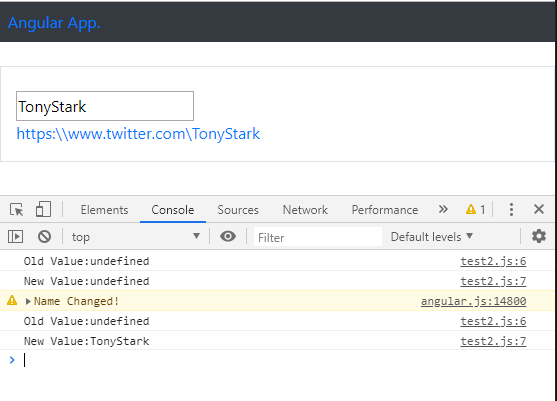 Angular App.
TonyStark
https:\\www.twitter.com\TonyStark
Elements Console Sources Network Performance » 1
top Filter Default levels
Old Value:undefined test2.js:6
New Value:undefined test2.js:7
Name Changed! angular.js:14800
Old Value:undefined test2.js:6
New Value:TonyStark test2.js:7